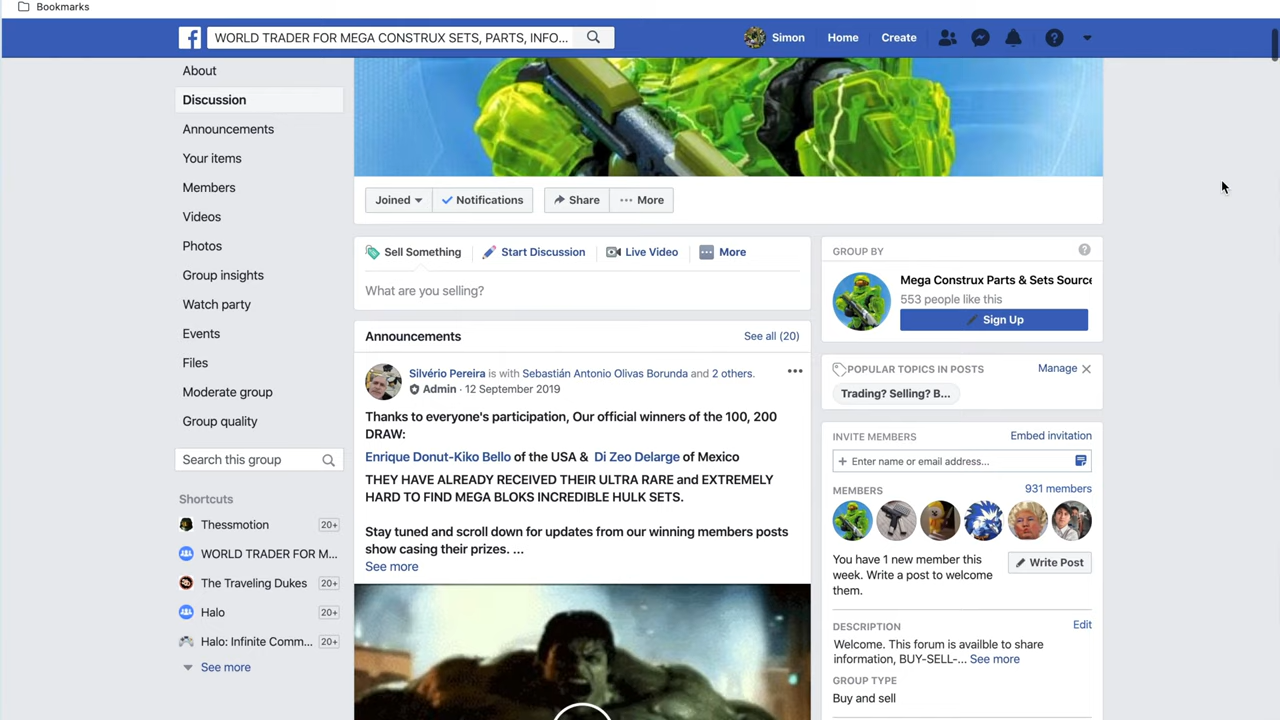 Bookmarks
WORLD TRADER FOR MEGA CONSTRUX SETS, PARTS, INFO...
Simon
Home
Create
About
Discussion
Announcements
Your items
Members
Videos
Photos
Group insights
Watch party
Events
Files
Moderate group
Group quality
Search this group
Shortcuts
Thessmotion 20+
WORLD TRADER FOR M...
The Traveling Dukes 20+
Halo 20+
Halo: Infinite Comm... 20+
See more
Joined
Notifications
Share
More
Sell Something
Start Discussion
Live Video
More
What are you selling?
Announcements
See all (20)
Silvério Pereira is with Sebastián Antonio Olivas Borunda and 2 others.
Admin · 12 September 2019
Thanks to everyone's participation, Our official winners of the 100, 200
DRAW:
Enrique Donut-Kiko Bello of the USA & Di Zeo Delarge of Mexico
THEY HAVE ALREADY RECEIVED THEIR ULTRA RARE and EXTREMELY
HARD TO FIND MEGA BLOKS INCREDIBLE HULK SETS.
Stay tuned and scroll down for updates from our winning members posts
show casing their prizes. ...
See more
GROUP BY
Mega Construx Parts & Sets Source
553 people like this
Sign Up
POPULAR TOPICS IN POSTS
Manage
Trading? Selling? B...
INVITE MEMBERS
Embed invitation
Enter name or email address...
MEMBERS
931 members
You have 1 new member this
week. Write a post to welcome
them.
Write Post
DESCRIPTION
Edit
Welcome. This forum is availble to share
information, BUY-SELL-... See more
GROUP TYPE
Buy and sell